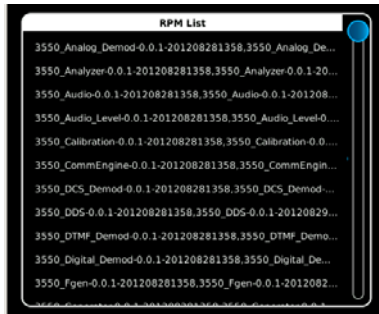 RPM List
3550_Analog_Demod-0.0.1-201208281358,3550_Analog_De...
3550_Analyzer-0.0.1-201208281358,3550_Analyzer-0.0.1-20...
3550_Audio-0.0.1-201208281358,3550_Audio-0.0.1-201208...
3550_Audio_Level-0.0.1-201208281358,3550_Audio_Level-0....
3550_Calibration-0.0.1-201208281358,3550_Calibration-0.0....
3550_CommEngine-0.0.1-201208281358,3550_CommEngin...
3550_DCS_Demod-0.0.1-201208281358,3550_DCS_Demod-...
3550_DDS-0.0.1-201208281358,3550_DDS-0.0.1-20120829...
3550_DTMF_Demod-0.0.1-201208281358,3550_DTMF_Demo...
3550_Digital_Demod-0.0.1-201208281358,3550_Digital_De...
3550_Fgen-0.0.1-201208281358,3550_Fgen-0.0.1-2012082...